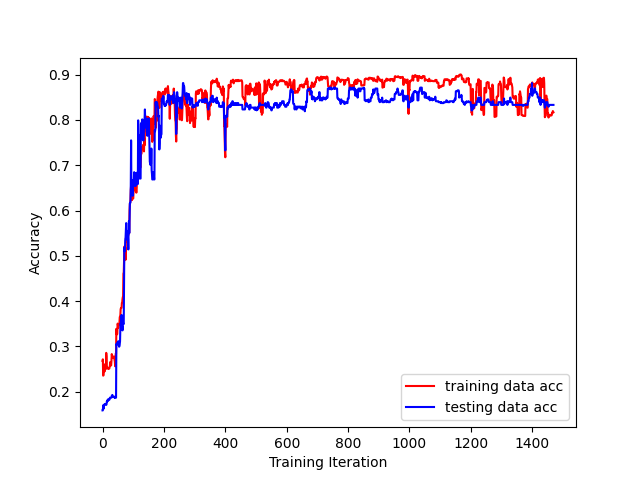 0.9
0.8
0.7
0.6
0.5
0.4
0.3
0.2
Accuracy
0 200 400 600 800 1000 1200 1400
Training Iteration
training data acc
testing data acc